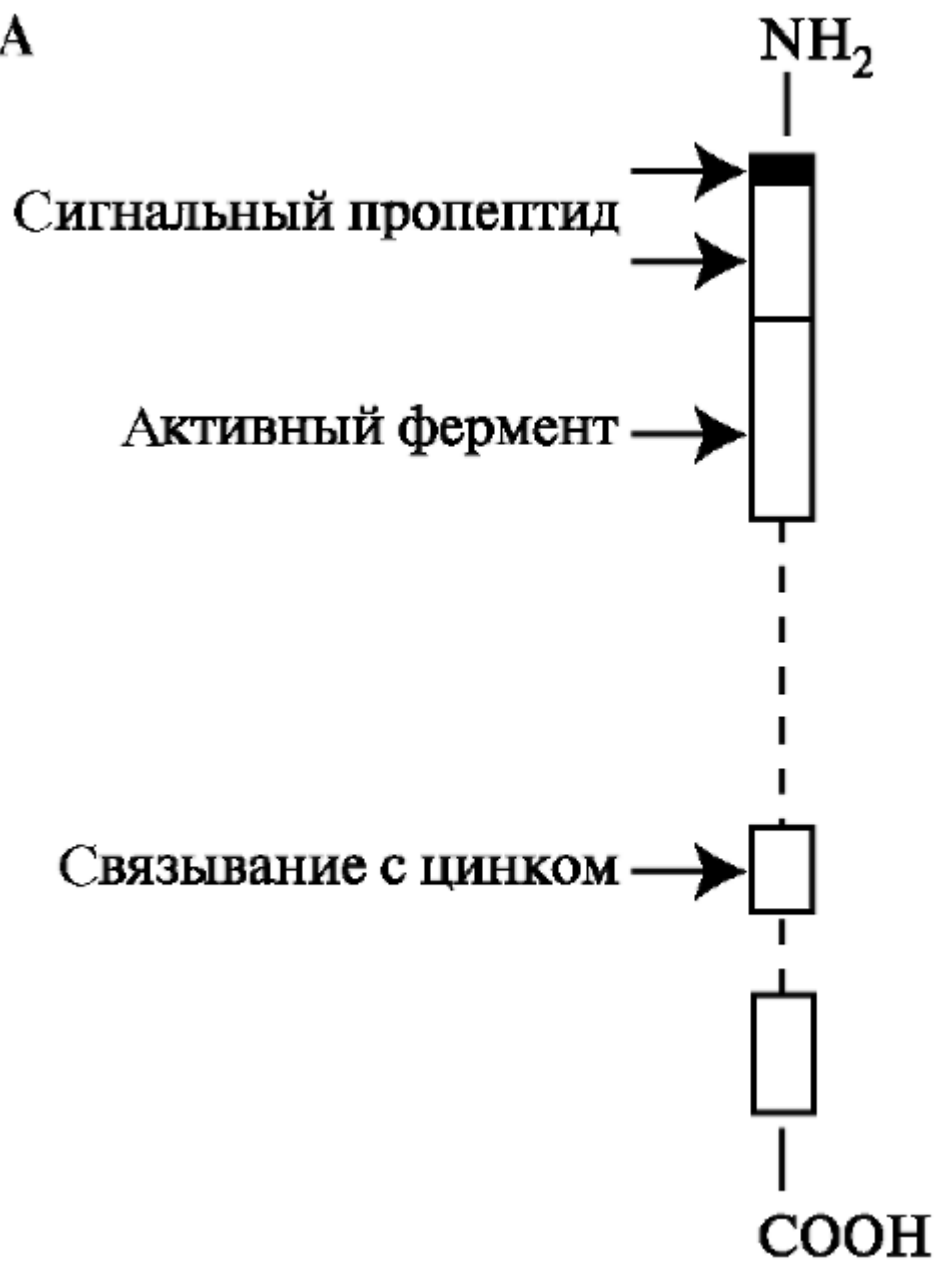 А
NH₂
Сигнальный пропептид
Активный фермент
Связывание с цинком
COOH